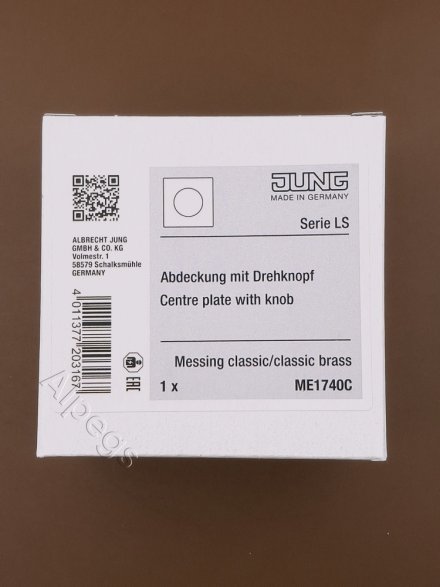 JUNG
MADE IN GERMANY
Serie LS
ALBRECHT JUNG
GMBH & CO. KG
Volmestr. 1
58579 Schalksmühle
GERMANY
Abdeckung mit Drehknopf
Centre plate with knob
4 011377 203167
EAC
Messing classic/classic brass
1 x ME1740C
Alpegs